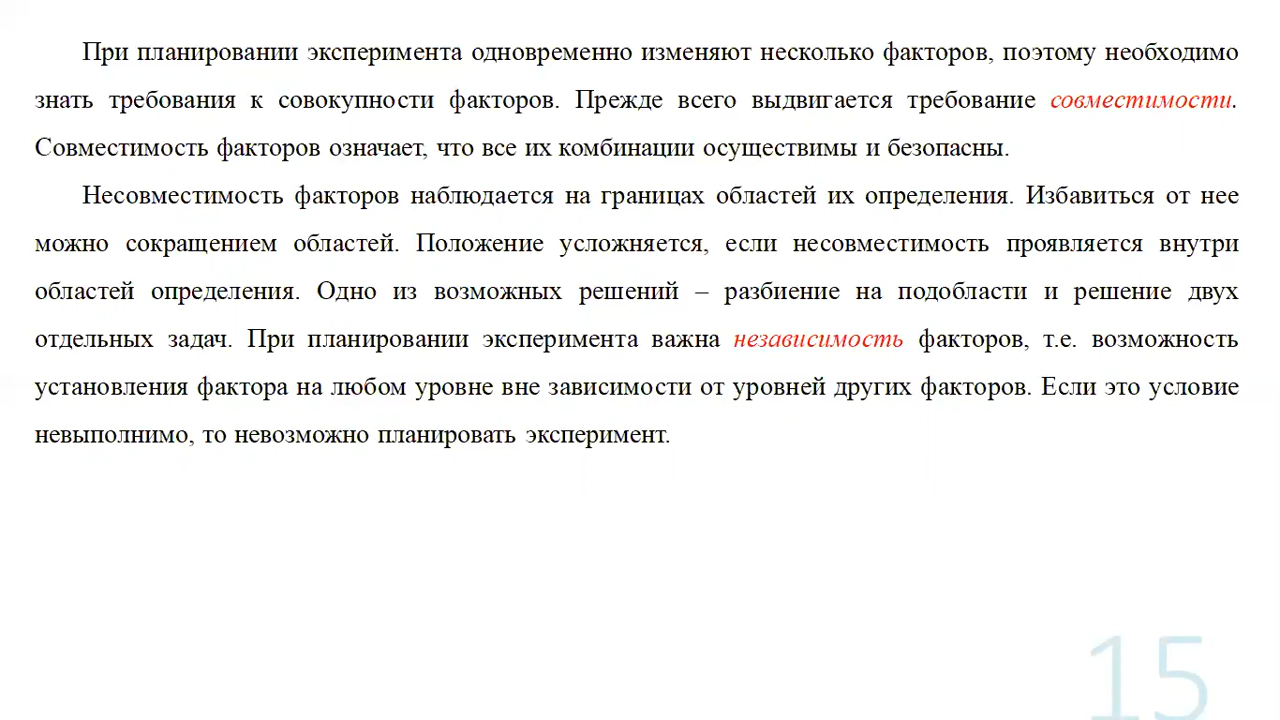 При планировании эксперимента одновременно изменяют несколько факторов, поэтому необходимо
знать требования к совокупности факторов. Прежде всего выдвигается требование совместимости.
Совместимость факторов означает, что все их комбинации осуществимы и безопасны.
Несовместимость факторов наблюдается на границах областей их определения. Избавиться от нее
можно сокращением областей. Положение усложняется, если несовместимость проявляется внутри
областей определения. Одно из возможных решений – разбиение на подобласти и решение двух
отдельных задач. При планировании эксперимента важна независимость факторов, т.е. возможность
установления фактора на любом уровне вне зависимости от уровней других факторов. Если это условие
невыполнимо, то невозможно планировать эксперимент.
15